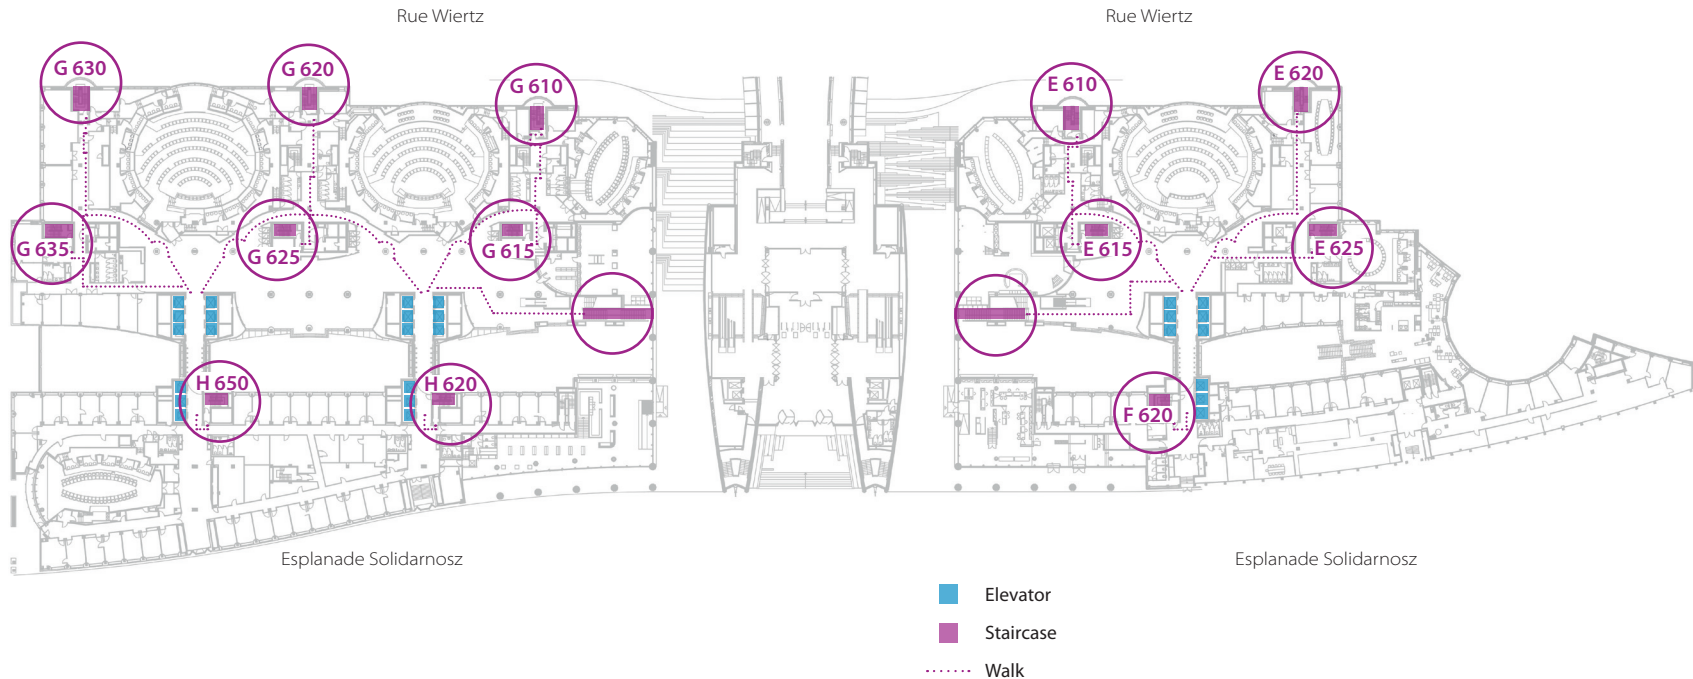 Rue Wiertz
Rue Wiertz
G 630
G 620
G 610
E 610
E 620
G 635
G 625
G 615
E 615
E 625
H 650
H 620
F 620
Esplanade Solidarnosz
Esplanade Solidarnosz
Elevator
Staircase
Walk